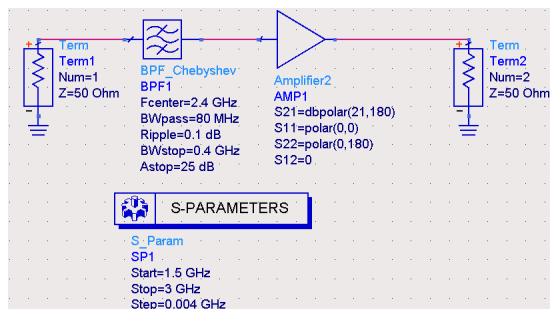 Term
Term1
Num=1
Z=50 Ohm
BPF_Chebyshev
BPF1
Fcenter=2.4 GHz
BWpass=80 MHz
Ripple=0.1 dB
BWstop=0.4 GHz
Astop=25 dB
Amplifier2
AMP1
S21=dbpolar(21,180)
S11=polar(0,0)
S22=polar(0,180)
S12=0
Term
Term2
Num=2
Z=50 Ohm
S-PARAMETERS
S_Param
SP1
Start=1.5 GHz
Stop=3 GHz
Step=0.004 GHz